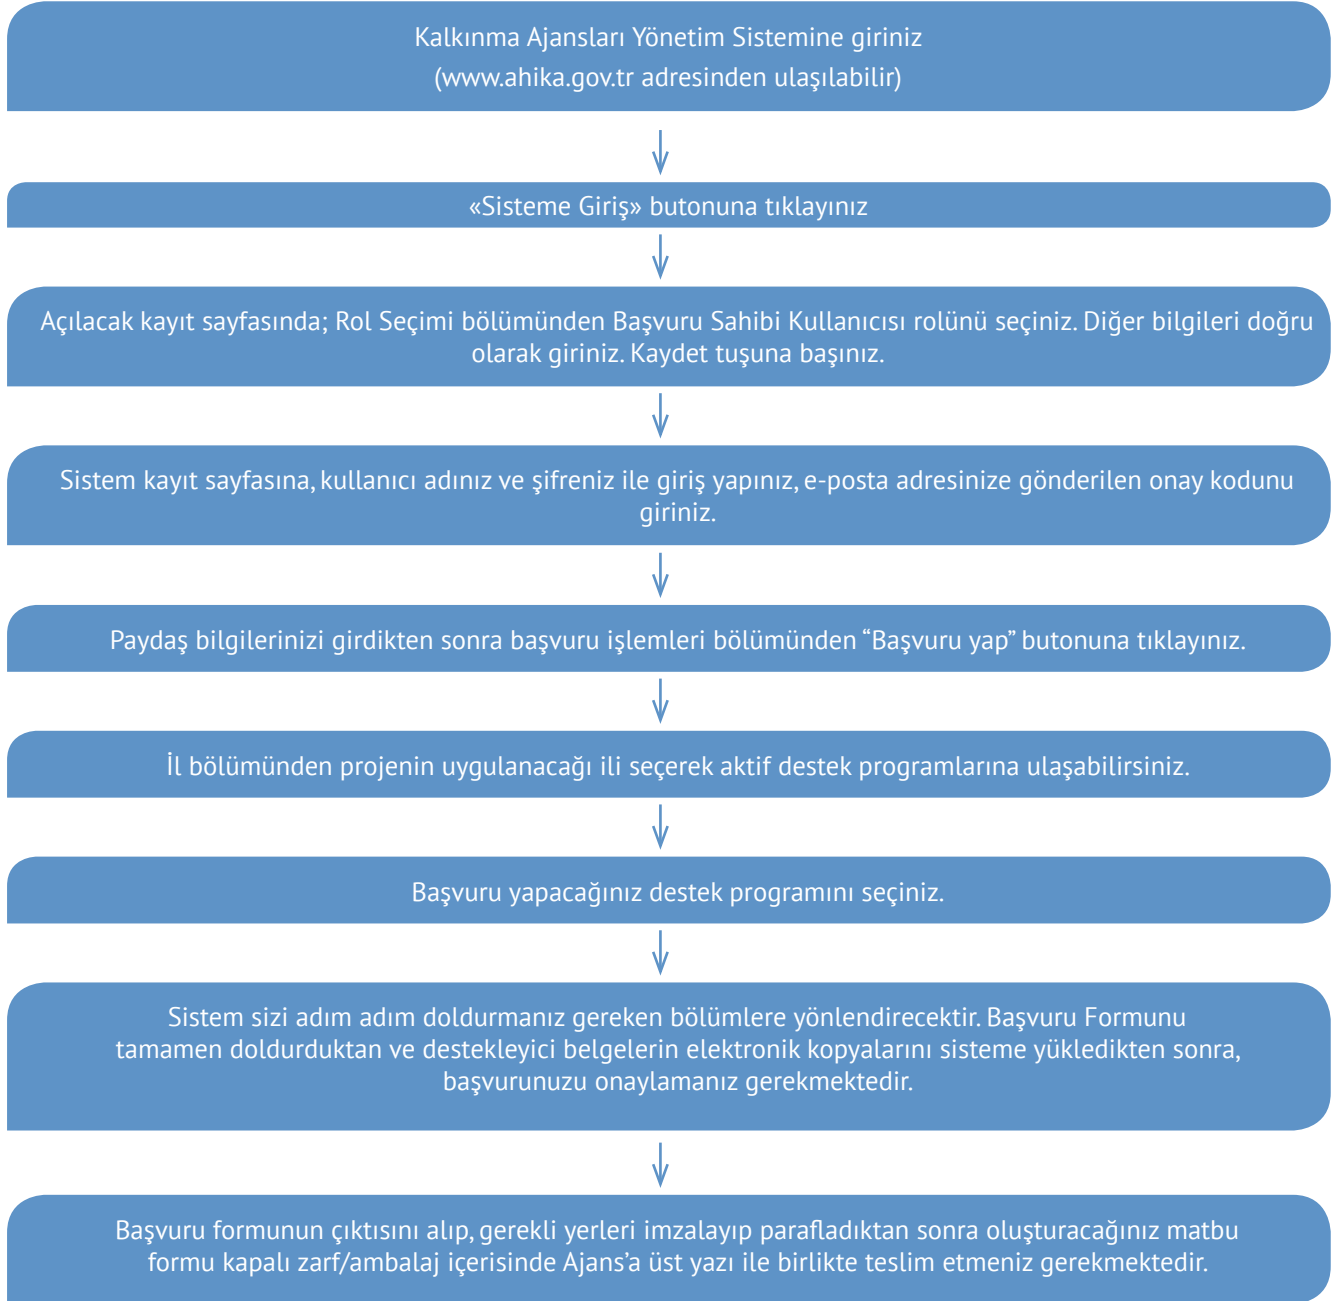 Kalkınma Ajansları Yönetim Sistemine giriniz
(www.ahika.gov.tr adresinden ulaşılabilir)
«Sisteme Giriş» butonuna tıklayınız
Açılacak kayıt sayfasında; Rol Seçimi bölümünden Başvuru Sahibi Kullanıcısı rolünü seçiniz. Diğer bilgileri doğru
olarak giriniz. Kaydet tuşuna başınız.
Sistem kayıt sayfasına, kullanıcı adınız ve şifreniz ile giriş yapınız, e-posta adresinize gönderilen onay kodunu
giriniz.
Paydaş bilgilerinizi girdikten sonra başvuru işlemleri bölümünden “Başvuru yap” butonuna tıklayınız.
İl bölümünden projenin uygulanacağı ili seçerek aktif destek programlarına ulaşabilirsiniz.
Başvuru yapacağınız destek programını seçiniz.
Sistem sizi adım adım doldurmanız gereken bölümlere yönlendirecektir. Başvuru Formunu
tamamen doldurduktan ve destekleyici belgelerin elektronik kopyalarını sisteme yükledikten sonra,
başvurunuzu onaylamanız gerekmektedir.
Başvuru formunun çıktısını alıp, gerekli yerleri imzalayıp parafladıktan sonra oluşturacağınız matbu
formu kapalı zarf/ambalaj içerisinde Ajans’a üst yazı ile birlikte teslim etmeniz gerekmektedir.